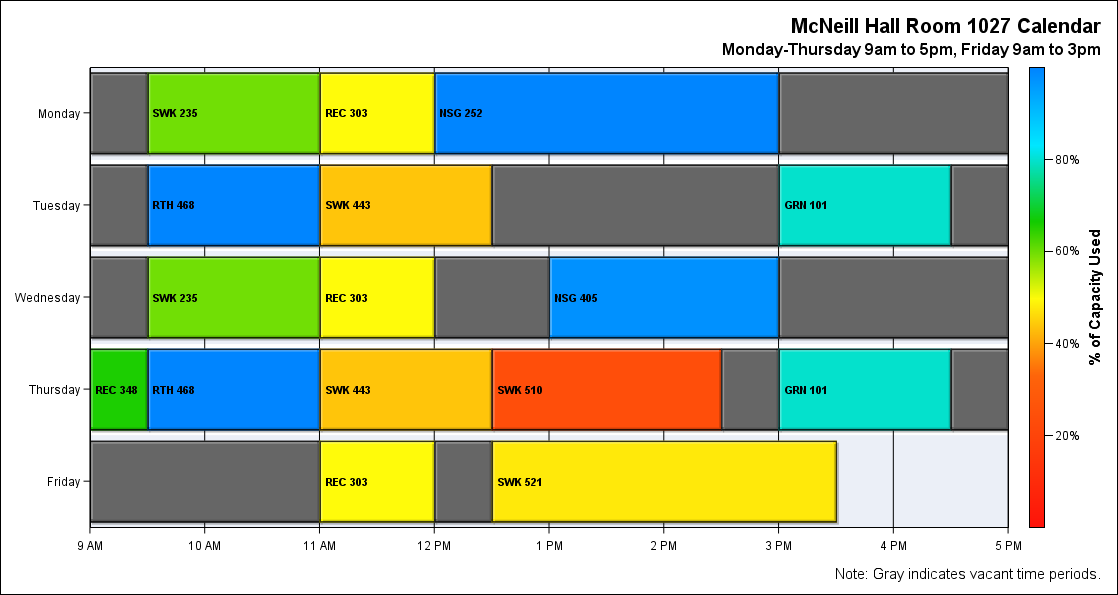 McNeill Hall Room 1027 Calendar
Monday-Thursday 9am to 5pm, Friday 9am to 3pm
Monday
SWK 235
REC 303
NSG 252
Tuesday
RTH 468
SWK 443
GRN 101
Wednesday
SWK 235
REC 303
NSG 405
Thursday
REC 348
RTH 468
SWK 443
SWK 510
GRN 101
Friday
REC 303
SWK 521
9 AM
10 AM
11 AM
12 PM
1 PM
2 PM
3 PM
4 PM
5 PM
80%
60%
40%
20%
% of Capacity Used
Note: Gray indicates vacant time periods.